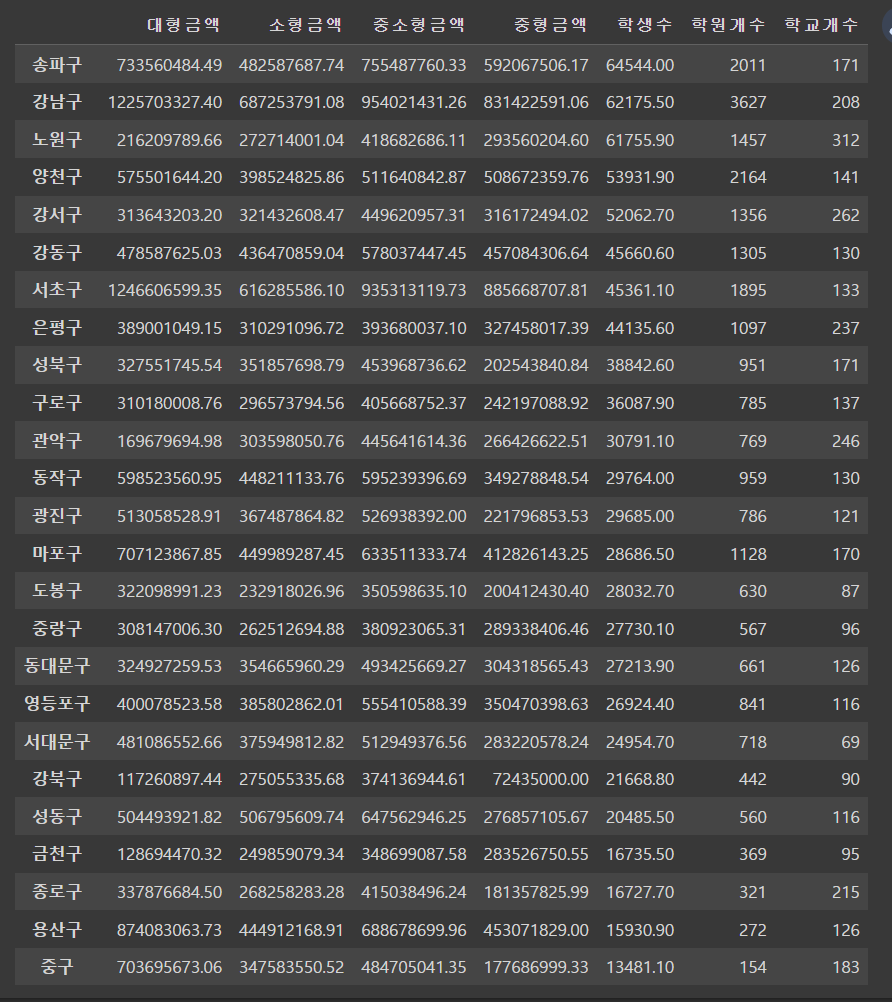 대형금액 소형금액 중소형금액 중형금액 학생수 학원개수 학교개수
송파구 733560484.49 482587687.74 755487760.33 592067506.17 64544.00 2011 171
강남구 1225703327.40 687253791.08 954021431.26 831422591.06 62175.50 3627 208
노원구 216209789.66 272714001.04 418682686.11 293560204.60 61755.90 1457 312
양천구 575501644.20 398524825.86 511640842.87 508672359.76 53931.90 2164 141
강서구 313643203.20 321432608.47 449620957.31 316172494.02 52062.70 1356 262
강동구 478587625.03 436470859.04 578037447.45 457084306.64 45660.60 1305 130
서초구 1246606599.35 616285586.10 935313119.73 885668707.81 45361.10 1895 133
은평구 389001049.15 310291096.72 393680037.10 327458017.39 44135.60 1097 237
성북구 327551745.54 351857698.79 453968736.62 202543840.84 38842.60 951 171
구로구 310180008.76 296573794.56 405668752.37 242197088.92 36087.90 785 137
관악구 169679694.98 303598050.76 445641614.36 266426622.51 30791.10 769 246
동작구 598523560.95 448211133.76 595239396.69 349278848.54 29764.00 959 130
광진구 513058528.91 367487864.82 526938392.00 221796853.53 29685.00 786 121
마포구 707123867.85 449989287.45 633511333.74 412826143.25 28686.50 1128 170
도봉구 322098991.23 232918026.96 350598635.10 200412430.40 28032.70 630 87
중랑구 308147006.30 262512694.88 380923065.31 289338406.46 27730.10 567 96
동대문구 324927259.53 354665960.29 493425669.27 304318565.43 27213.90 661 126
영등포구 400078523.58 385802862.01 555410588.39 350470398.63 26924.40 841 116
서대문구 481086552.66 375949812.82 512949376.56 283220578.24 24954.70 718 69
강북구 117260897.44 275055335.68 374136944.61 72435000.00 21668.80 442 90
성동구 504493921.82 506795609.74 647562946.25 276857105.67 20485.50 560 116
금천구 128694470.32 249859079.34 348699087.58 283526750.55 16735.50 369 95
종로구 337876684.50 268258283.28 415038496.24 181357825.99 16727.70 321 215
용산구 874083063.73 444912168.91 688678699.96 453071829.00 15930.90 272 126
중구 703695673.06 347583550.52 484705041.35 177686999.33 13481.10 154 183